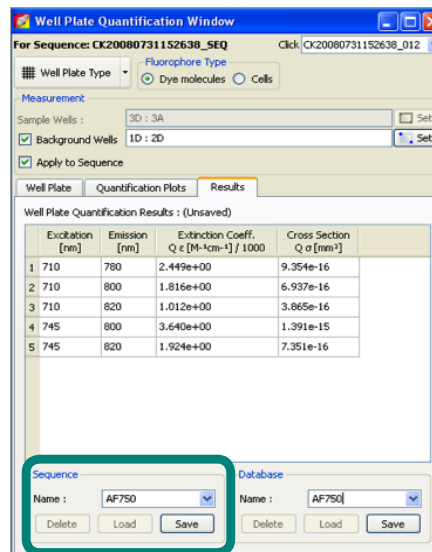 Well Plate Quantification Window
For Sequence: CK20080731152638_SEQ Click CK20080731152638_012
Well Plate Type Fluorophore Type
Dye molecules Cells
Measurement
Sample Wells : 3D : 3A Set
Background Wells 1D : 2D Set
Apply to Sequence
Well Plate Quantification Plots Results
Well Plate Quantification Results : (Unsaved)
Excitation [nm] Emission [nm] Extinction Coeff. Q ε [M-¹cm-¹] / 1000 Cross Section Q σ [mm²]
1 710 780 2.449e+00 9.354e-16
2 710 800 1.816e+00 6.937e-16
3 710 820 1.012e+00 3.865e-16
4 745 800 3.640e+00 1.391e-15
5 745 820 1.924e+00 7.351e-16
Sequence Database
Name : AF750 Name : AF750
Delete Load Save Delete Load Save